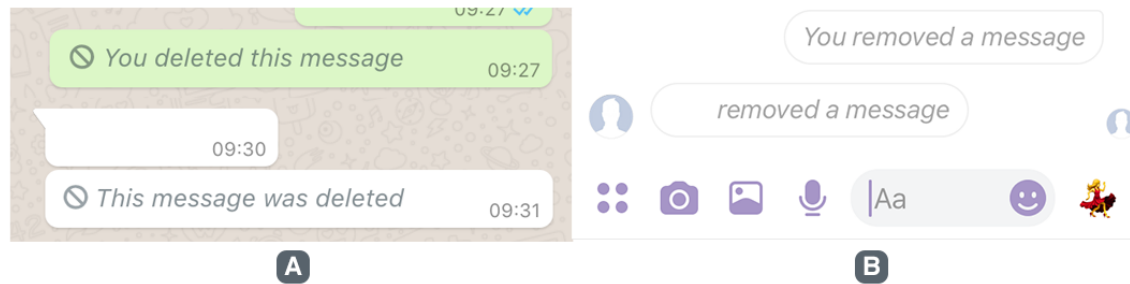 09:27
You deleted this message
09:27
09:30
This message was deleted
09:31
A
You removed a message
removed a message
Aa
B